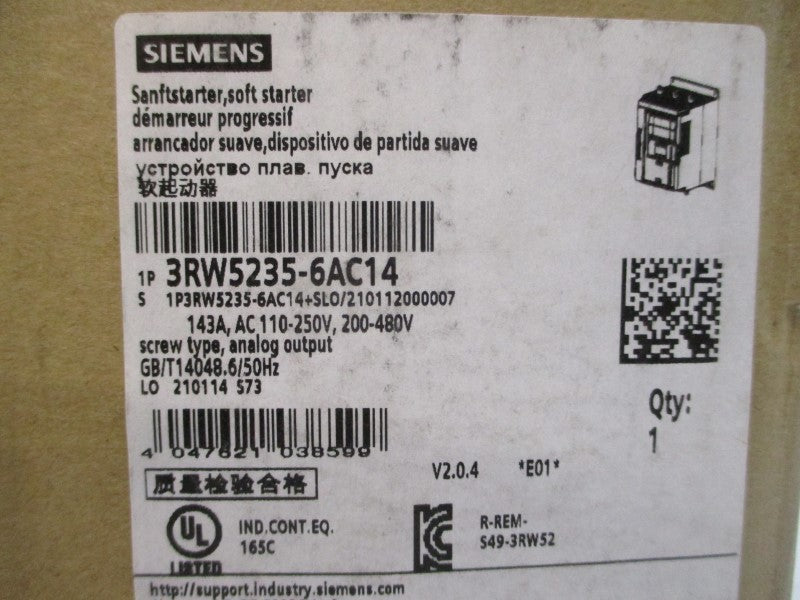 SIEMENS
Sanftstarter,soft starter
démarreur progressif
arrancador suave,dispositivo de partida suave
устройство плав. пуска
软起动器
1P 3RW5235-6AC14
S 1P3RW5235-6AC14+SLO/210112000007
143A, AC 110-250V, 200-480V
screw type, analog output
GB/T14048.6/50Hz
LO 210114 S73
Qty:
1
4 047621 038599
V2.0.4 *E01*
质量检验合格
UL
LISTED
IND.CONT.EQ.
165C
R-REM-
S49-3RW52
http://support.industry.siemens.com